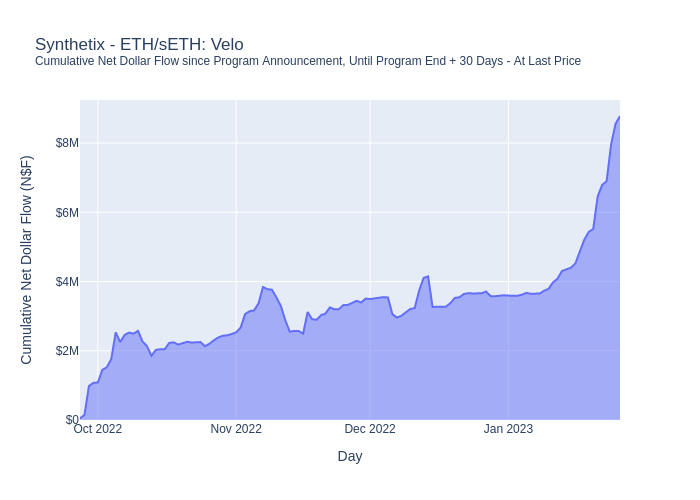 Synthetix - ETH/sETH: Velo
Cumulative Net Dollar Flow since Program Announcement, Until Program End + 30 Days - At Last Price
Cumulative Net Dollar Flow (N$F)
$8M
$6M
$4M
$2M
$0
Oct 2022
Nov 2022
Dec 2022
Jan 2023
Day